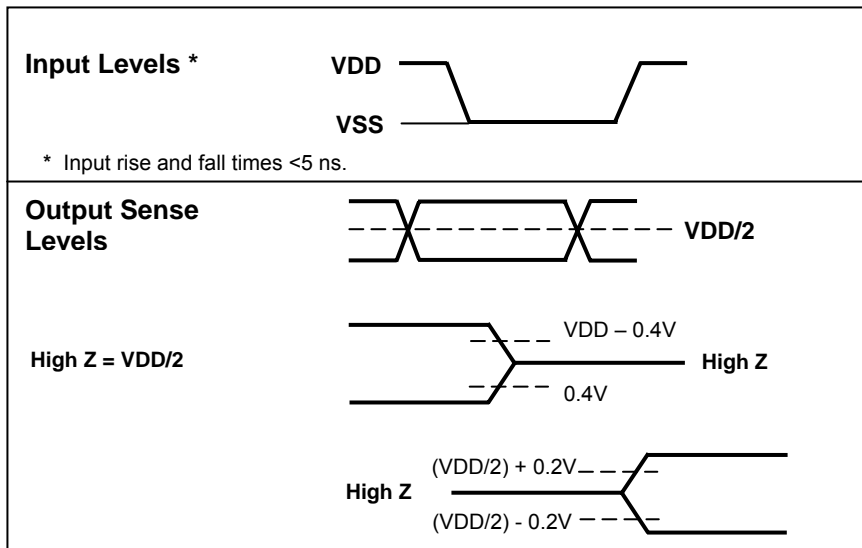 Input Levels *
VDD
VSS
* Input rise and fall times <5 ns.
Output Sense
Levels
VDD/2
High Z = VDD/2
VDD – 0.4V
High Z
0.4V
(VDD/2) + 0.2V
High Z
(VDD/2) - 0.2V